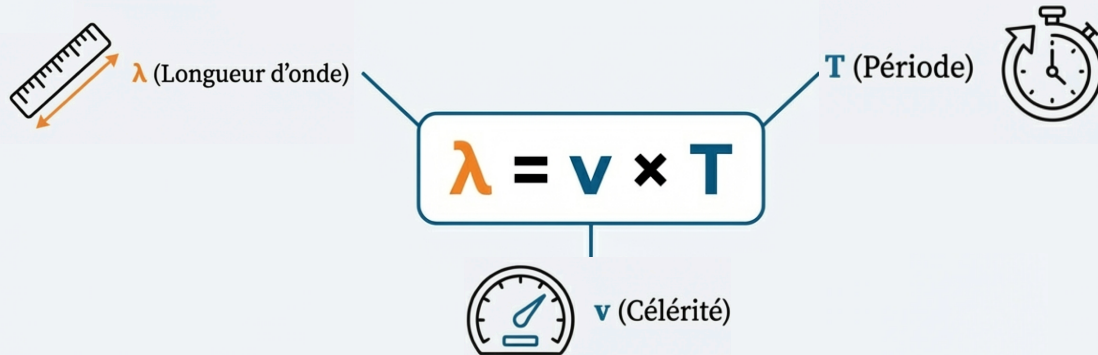 λ (Longueur d’onde)
T (Période)
λ = v × T
v (Célérité)